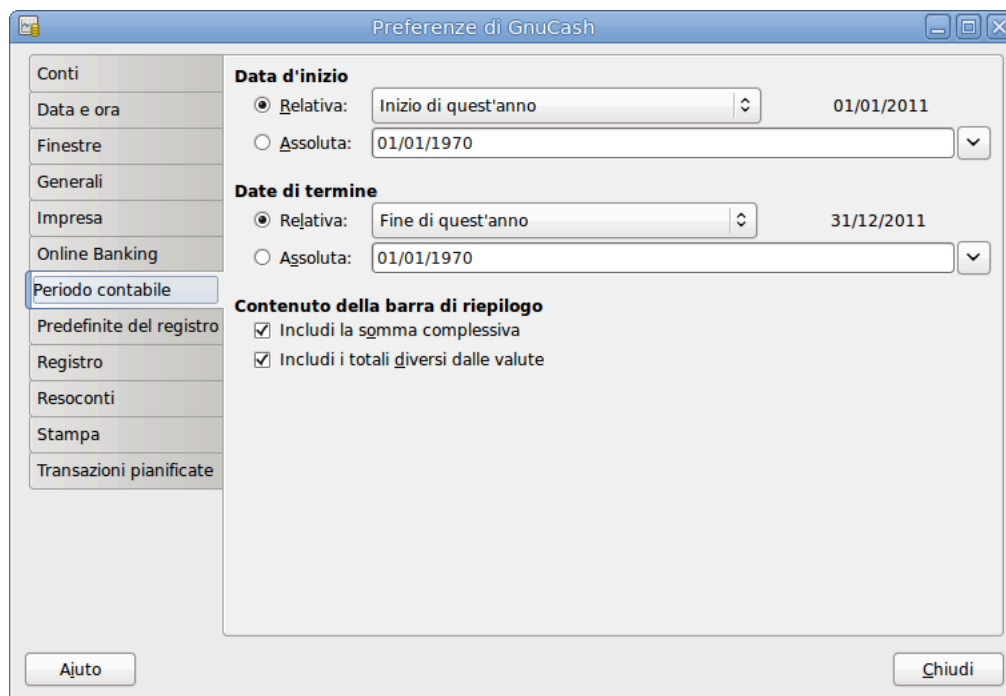 Preferenze di GnuCash
Conti
Data e ora
Finestre
Generali
Impresa
Online Banking
Periodo contabile
Predefinite del registro
Registro
Resoconti
Stampa
Transazioni pianificate
Data d'inizio
Relativa: Inizio di quest'anno 01/01/2011
Assoluta: 01/01/1970
Date di termine
Relativa: Fine di quest'anno 31/12/2011
Assoluta: 01/01/1970
Contenuto della barra di riepilogo
Includi la somma complessiva
Includi i totali diversi dalle valute
Aiuto
Chiudi